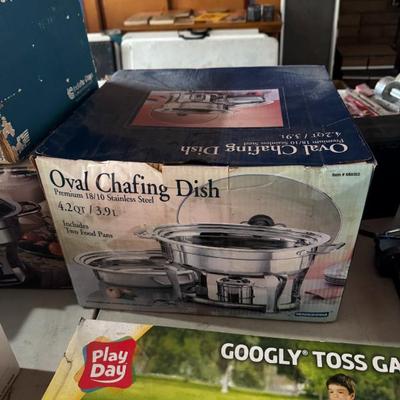 4.2QT / 3.9L
Premium 18/10 Stainless Steel
Oval Chafing Dish
Oval Chafing Dish
Premium 18/10 Stainless Steel
4.2QT / 3.9L
Includes
Two Food Pans
Play
Day
GOOGLY® TOSS GA